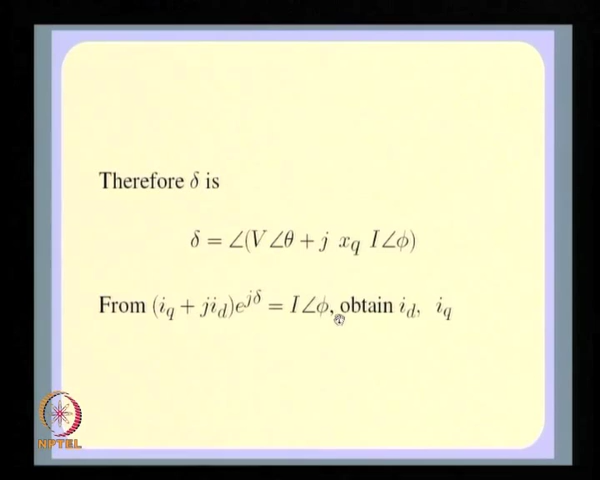 Therefore δ is
δ = ∠(V∠θ + j x_q I∠φ)
From (i_q + ji_d)e^{jδ} = I∠φ, obtain i_d, i_q
NPTEL